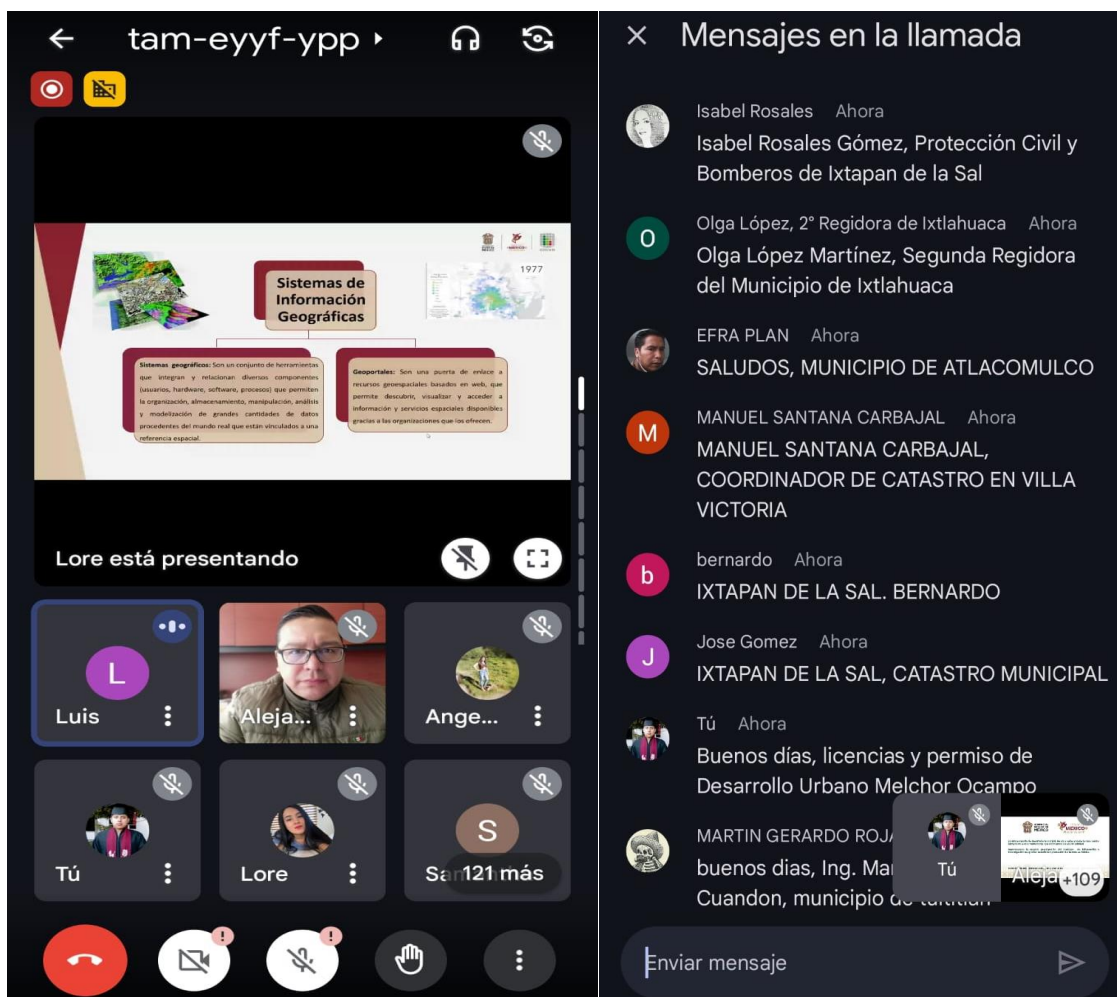 tam-eyyf-ypp
1977
Sistemas de
Información
Geográficas
Sistemas geográficos: Son un conjunto de herramientas
que integran y relacionan diversos componentes
(usuarios, hardware, software, procesos) que permiten
la organización, almacenamiento, manipulación, análisis
y modelización de grandes cantidades de datos
procedentes del mundo real que están vinculados a una
referencia espacial.
Geoportales: Son una puerta de enlace a
recursos geoespaciales basados en web, que
permite descubrir, visualizar y acceder a
información y servicios espaciales disponibles
gracias a las organizaciones que los ofrecen.
Lore está presentando
L
Luis
Aleja...
Ange...
Tú
Lore
S
Sa
121 más
Mensajes en la llamada
Isabel Rosales Ahora
Isabel Rosales Gómez, Protección Civil y
Bomberos de Ixtapan de la Sal
O
Olga López, 2° Regidora de Ixtlahuaca Ahora
Olga López Martínez, Segunda Regidora
del Municipio de Ixtlahuaca
EFRA PLAN Ahora
SALUDOS, MUNICIPIO DE ATLACOMULCO
M
MANUEL SANTANA CARBAJAL Ahora
MANUEL SANTANA CARBAJAL,
COORDINADOR DE CATASTRO EN VILLA
VICTORIA
b
bernardo Ahora
IXTAPAN DE LA SAL. BERNARDO
J
Jose Gomez Ahora
IXTAPAN DE LA SAL, CATASTRO MUNICIPAL
Tú Ahora
Buenos días, licencias y permiso de
Desarrollo Urbano Melchor Ocampo
MARTIN GERARDO ROJA
buenos dias, Ing. Mar
Cuandon, municipio de tultitlan
Tú
Aleja
+109
Enviar mensaje